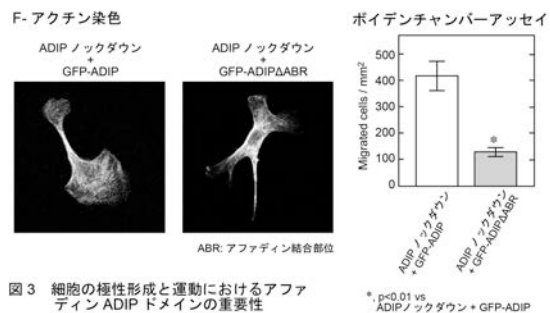 F- アクチン染色
ADIP ノックダウン
+
GFP-ADIP
ADIP ノックダウン
+
GFP-ADIPΔABR
ABR: アファディン結合部位
ボイデンチャンバーアッセイ
Migrated cells / mm2
500
400
300
200
100
0
*
ADIP ノックダウン
+ GFP-ADIP
ADIP ノックダウン
+ GFP-ADIPΔABR
*, p<0.01 vs
ADIPノックダウン + GFP-ADIP
図 3 細胞の極性形成と運動におけるアファ
ディン ADIP ドメインの重要性